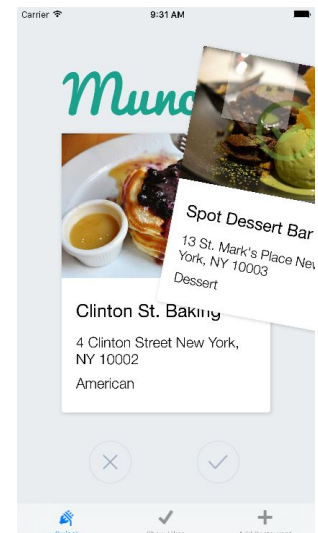 Carrier 9:31 AM
Munc
Spot Dessert Bar
13 St. Mark's Place New
York, NY 10003
Dessert
Clinton St. Baking
4 Clinton Street New York,
NY 10002
American